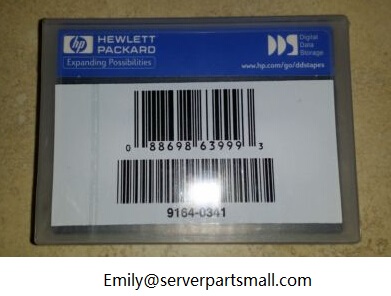 hp HEWLETT
PACKARD
Expanding Possibilities
DDS Digital
Data
Storage
www.hp.com/go/ddstapes
0 88698 63999 3
9164-0341
Emily@serverpartsmall.com